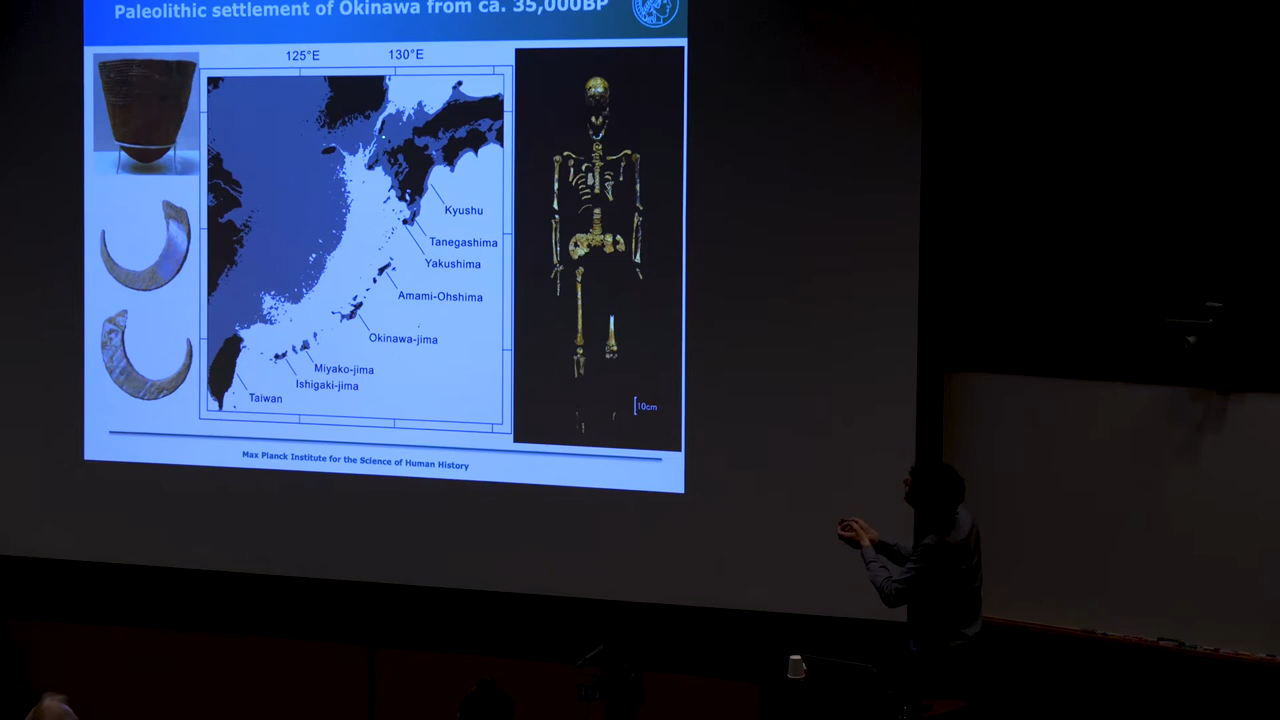 Paleolithic settlement of Okinawa from ca. 35,000BP
125°E
130°E
Kyushu
Tanegashima
Yakushima
Amami-Ohshima
Okinawa-jima
Miyako-jima
Ishigaki-jima
Taiwan
10cm
Max Planck Institute for the Science of Human History